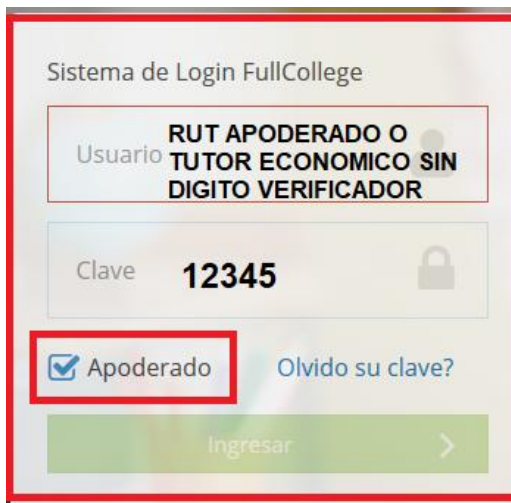 Sistema de Login FullCollege
Usuario RUT APODERADO O
TUTOR ECONOMICO SIN
DIGITO VERIFICADOR
Clave 12345
Apoderado Olvido su clave?
Ingresar